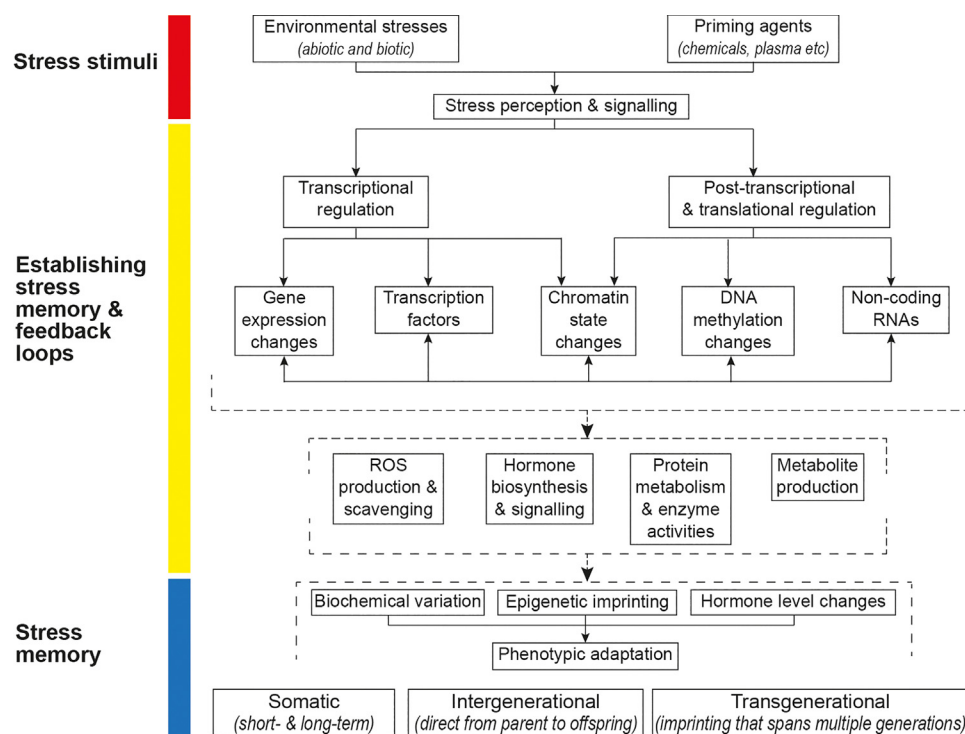 Stress stimuli
Environmental stresses
(abiotic and biotic)
Priming agents
(chemicals, plasma etc)
Stress perception & signalling
Establishing
stress
memory &
feedback
loops
Transcriptional
regulation
Post-transcriptional
& translational regulation
Gene
expression
changes
Transcription
factors
Chromatin
state
changes
DNA
methylation
changes
Non-coding
RNAs
ROS
production &
scavenging
Hormone
biosynthesis
& signalling
Protein
metabolism
& enzyme
activities
Metabolite
production
Stress
memory
Biochemical variation
Epigenetic imprinting
Hormone level changes
Phenotypic adaptation
Somatic
(short- & long-term)
Intergenerational
(direct from parent to offspring)
Transgenerational
(imprinting that spans multiple generations)